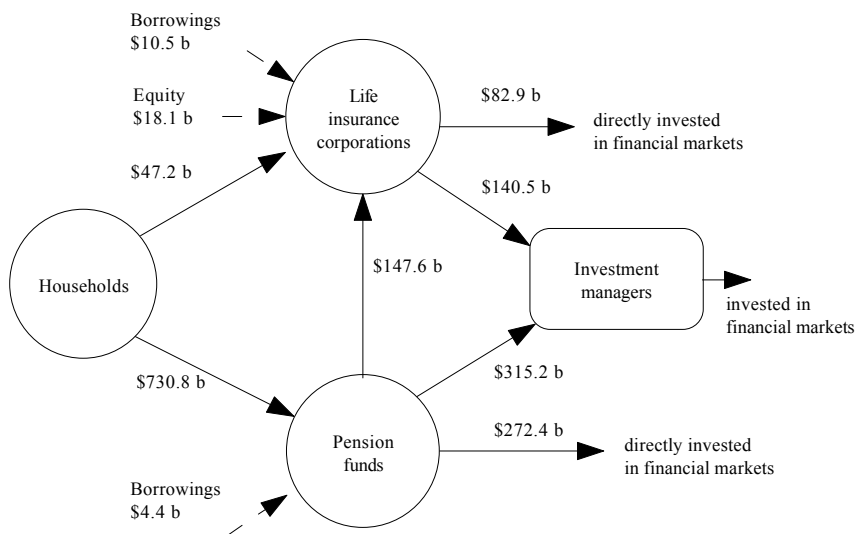 Borrowings
$10.5 b
Equity
$18.1 b
Life
insurance
corporations
$82.9 b
directly invested
in financial markets
$47.2 b
$140.5 b
Households
$147.6 b
Investment
managers
invested in
financial markets
$730.8 b
$315.2 b
Pension
funds
$272.4 b
directly invested
in financial markets
Borrowings
$4.4 b